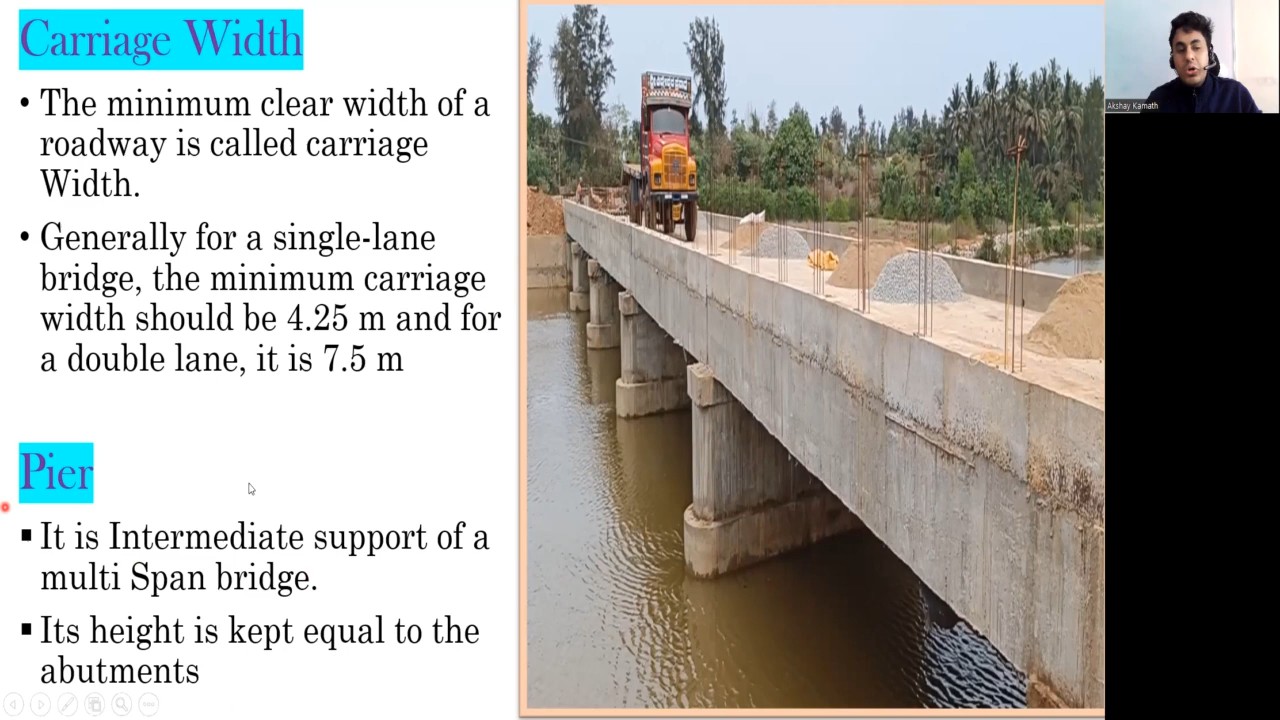 Carriage Width
• The minimum clear width of a
roadway is called carriage
Width.
• Generally for a single-lane
bridge, the minimum carriage
width should be 4.25 m and for
a double lane, it is 7.5 m
Pier
▪ It is Intermediate support of a
multi Span bridge.
▪ Its height is kept equal to the
abutments
Akshay Kamath